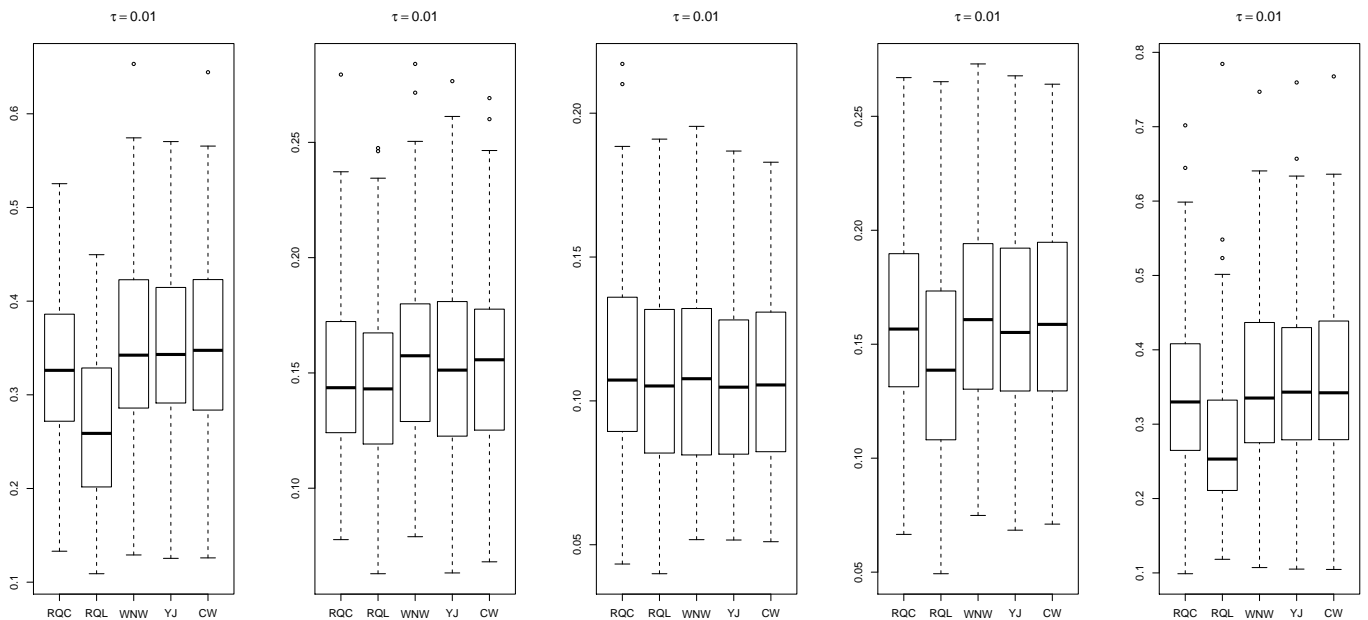 τ = 0.01
0.1 0.2 0.3 0.4 0.5 0.6
RQC RQL WNW YJ CW
τ = 0.01
0.10 0.15 0.20 0.25
RQC RQL WNW YJ CW
τ = 0.01
0.05 0.10 0.15 0.20
RQC RQL WNW YJ CW
τ = 0.01
0.05 0.10 0.15 0.20 0.25
RQC RQL WNW YJ CW
τ = 0.01
0.1 0.2 0.3 0.4 0.5 0.6 0.7 0.8
RQC RQL WNW YJ CW